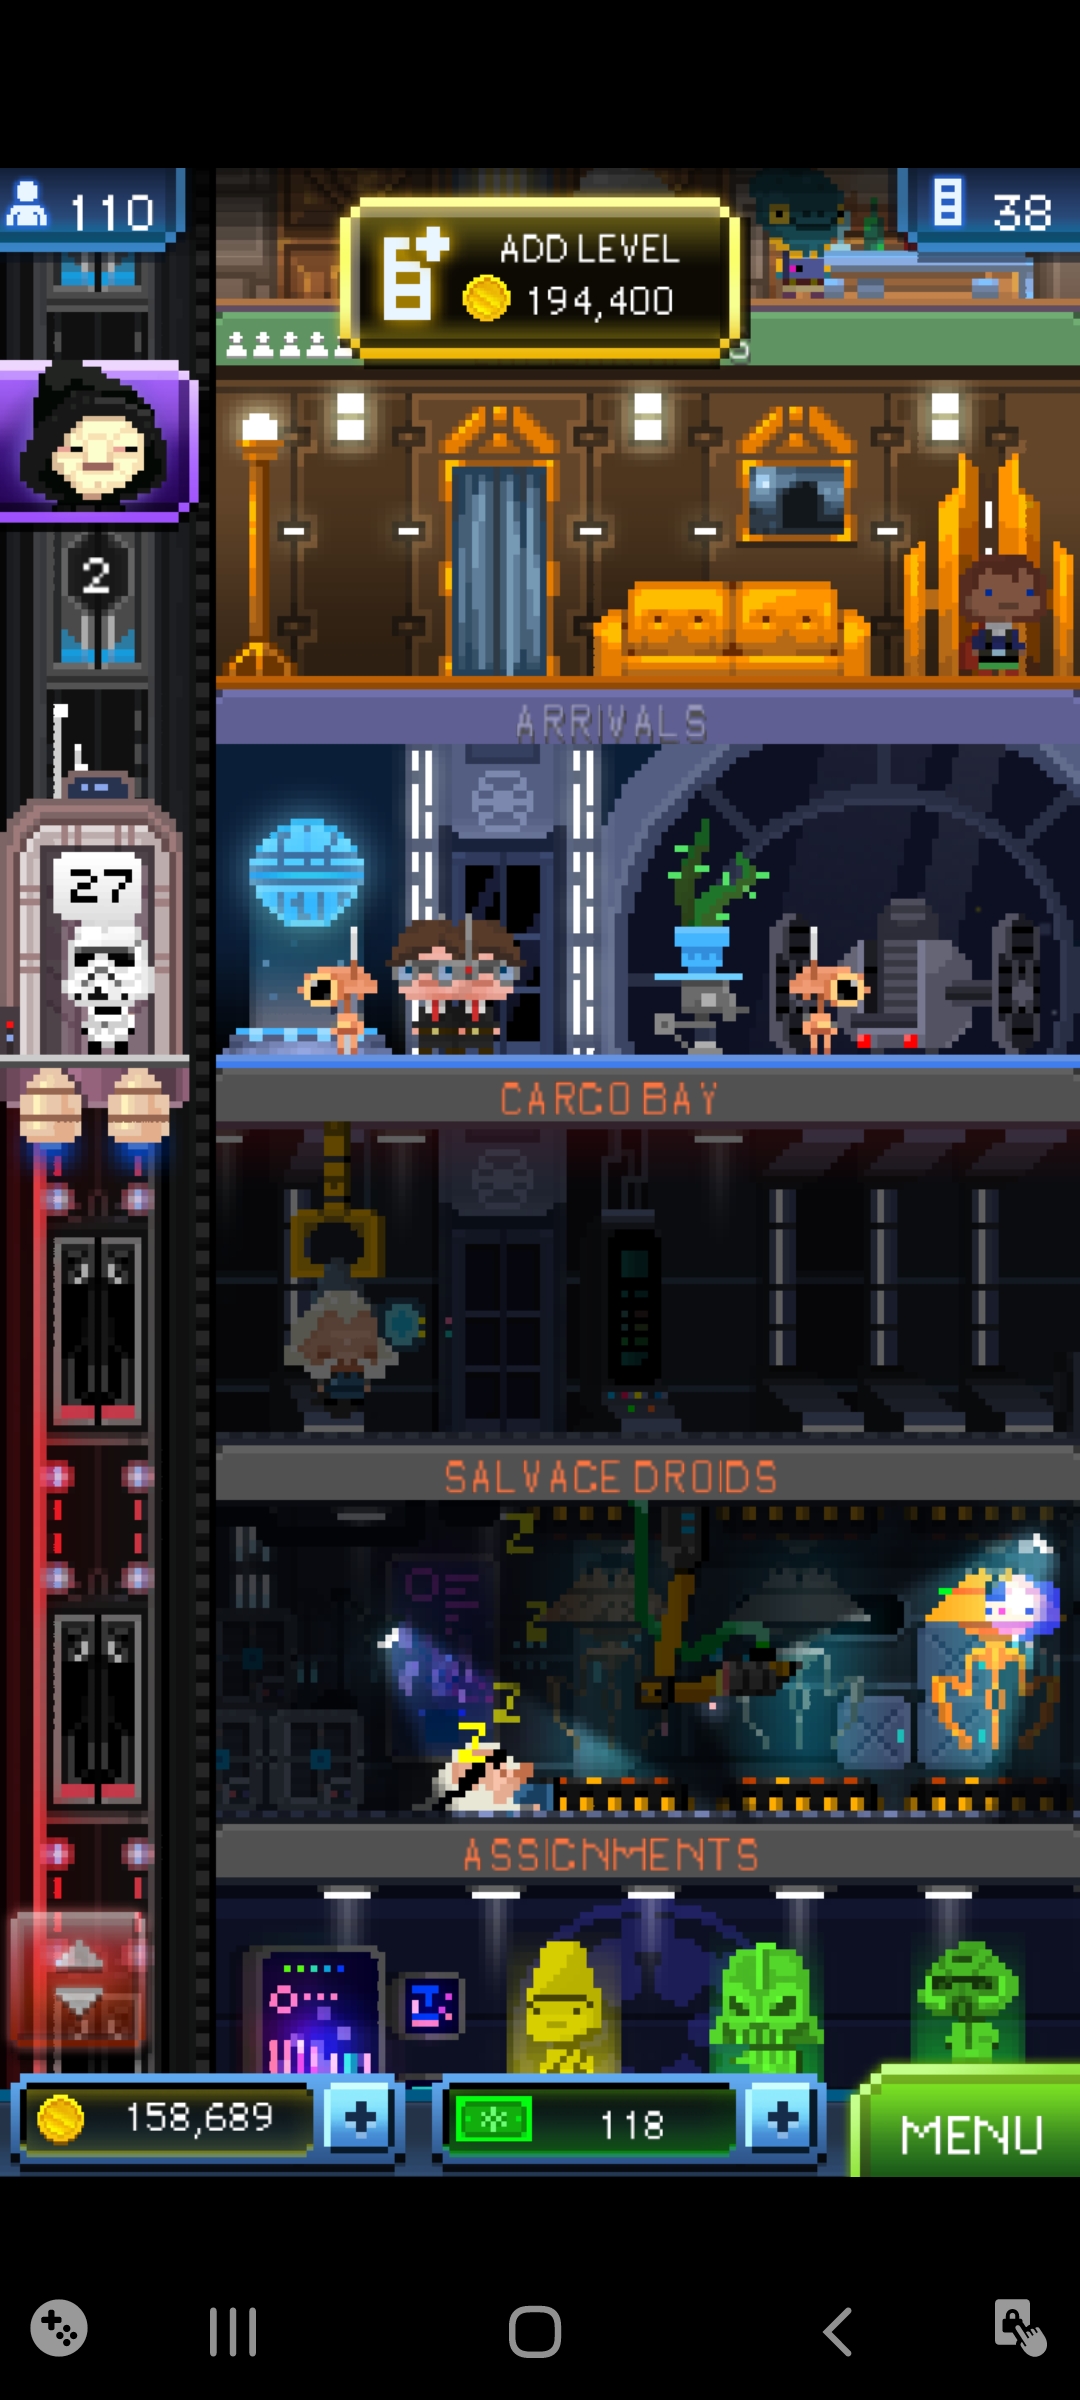 110
38
ADD LEVEL
194,400
2
ARRIVALS
27
CARGO BAY
SALVAGE DROIDS
Z
Z
Z
Z
ASSIGNMENTS
158,689
+
118
+
MENU